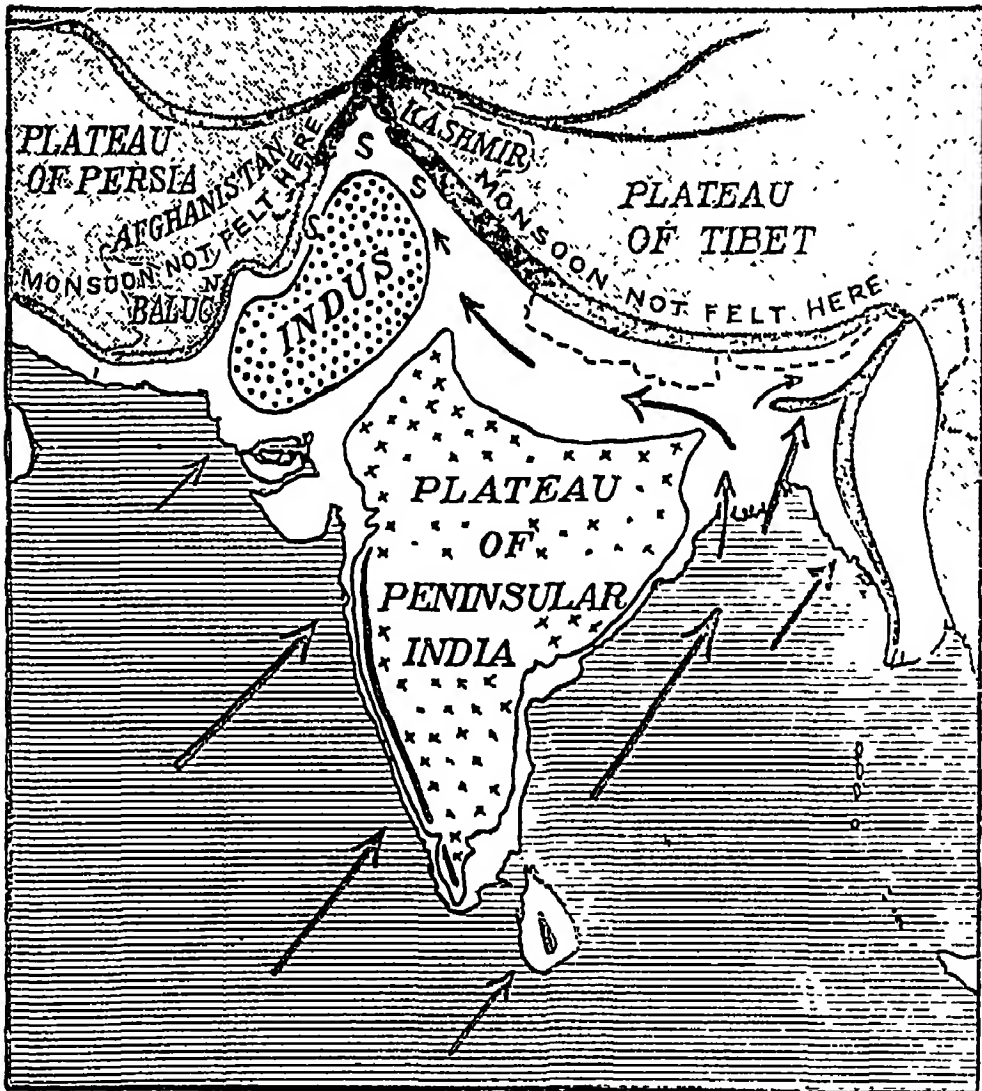 PLATEAU
OF PERSIA
AFGHANISTAN
MONSOON NOT FELT HERE
BALUC N
KASHMIR
MONSOON NOT FELT HERE
PLATEAU
OF TIBET
S
S
S
INDUS
PLATEAU
OF
PENINSULAR
INDIA